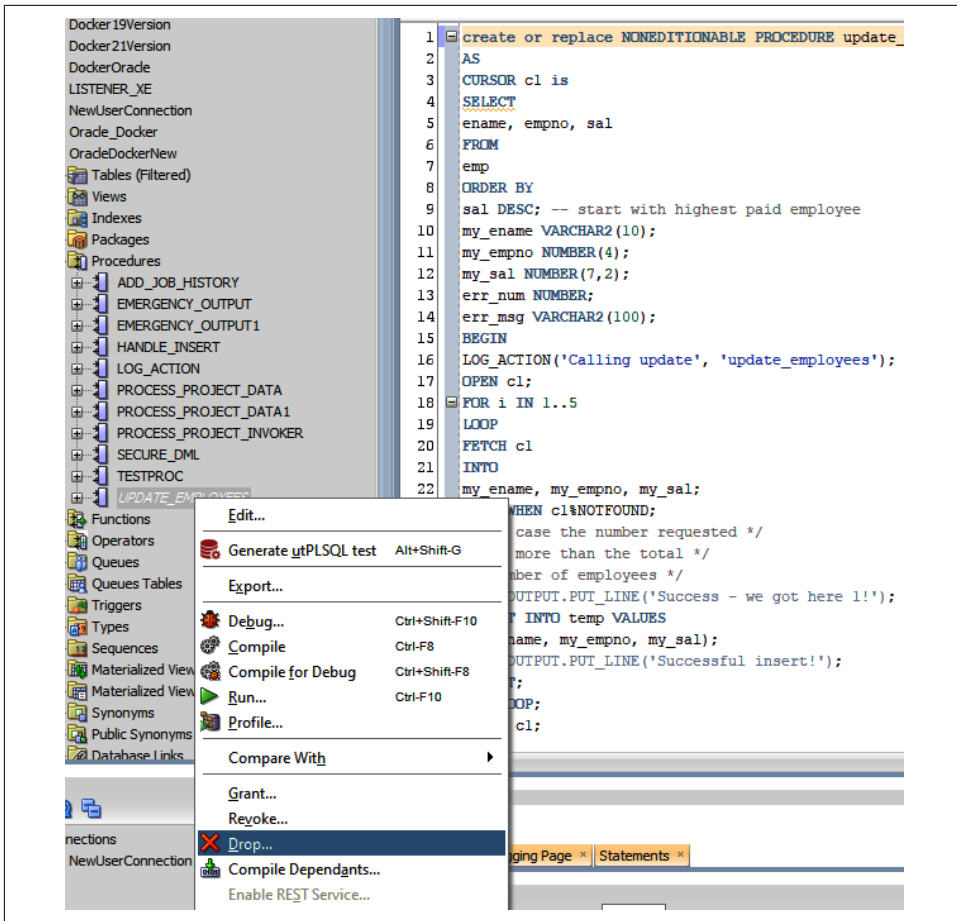 Docker19Version
Docker21Version
DockerOracle
LISTENER_XE
NewUserConnection
Oracle_Docker
OracleDockerNew
Tables (Filtered)
Views
Indexes
Packages
Procedures
ADD_JOB_HISTORY
EMERGENCY_OUTPUT
EMERGENCY_OUTPUT1
HANDLE_INSERT
LOG_ACTION
PROCESS_PROJECT_DATA
PROCESS_PROJECT_DATA1
PROCESS_PROJECT_INVOKER
SECURE_DML
TESTPROC
UPDATE_EMPLOYEES
Functions
Operators
Queues
Queues Tables
Triggers
Types
Sequences
Materialized View
Materialized View
Synonyms
Public Synonyms
Database Links
1 create or replace NONEDITIONABLE PROCEDURE update_
2 AS
3 CURSOR c1 is
4 SELECT
5 ename, empno, sal
6 FROM
7 emp
8 ORDER BY
9 sal DESC; -- start with highest paid employee
10 my_ename VARCHAR2(10);
11 my_empno NUMBER(4);
12 my_sal NUMBER(7,2);
13 err_num NUMBER;
14 err_msg VARCHAR2(100);
15 BEGIN
16 LOG_ACTION('Calling update', 'update_employees');
17 OPEN c1;
18 FOR i IN 1..5
19 LOOP
20 FETCH c1
21 INTO
22 my_ename, my_empno, my_sal;
WHEN c1%NOTFOUND;
case the number requested */
more than the total */
mber of employees */
OUTPUT.PUT_LINE('Success - we got here 1!');
T INTO temp VALUES
name, my_empno, my_sal);
OUTPUT.PUT_LINE('Successful insert!');
T;
OOP;
c1;
Edit...
Generate utPLSQL test Alt+Shift-G
Export...
Debug... Ctrl+Shift-F10
Compile Ctrl-F8
Compile for Debug Ctrl+Shift-F8
Run... Ctrl-F10
Profile...
Compare With
Grant...
Revoke...
Drop...
Compile Dependants...
Enable REST Service...
nections
NewUserConnection
gging Page × Statements ×